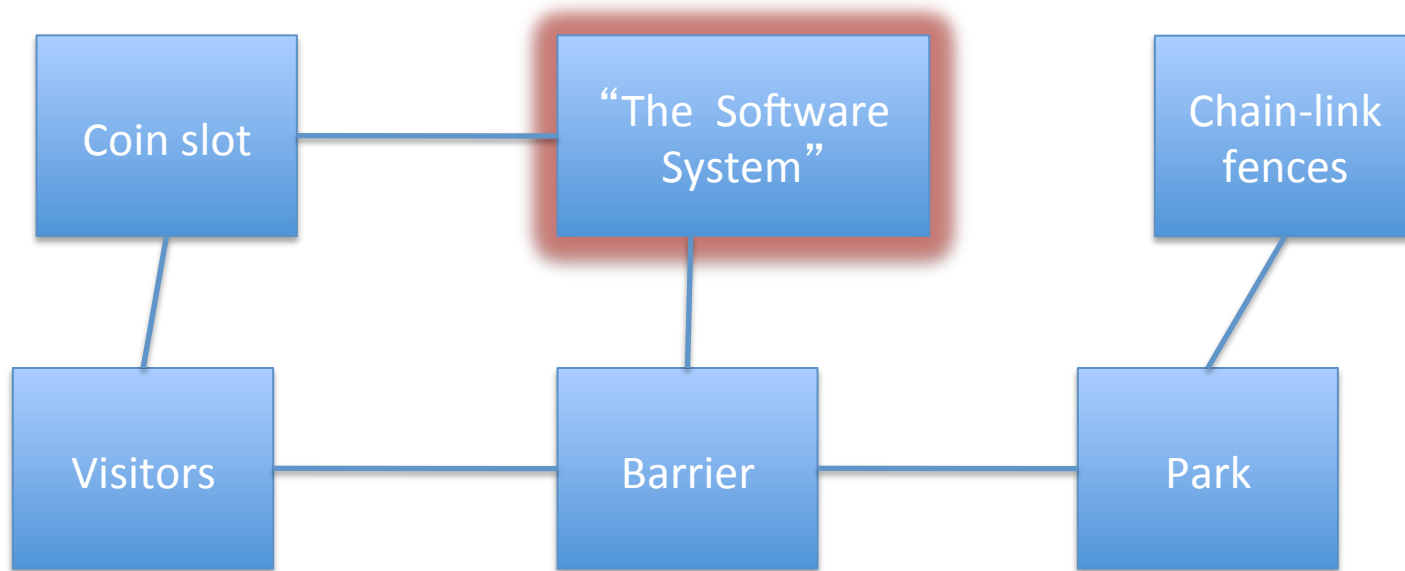 Coin slot
“The Software
System”
Chain-link
fences
Visitors
Barrier
Park